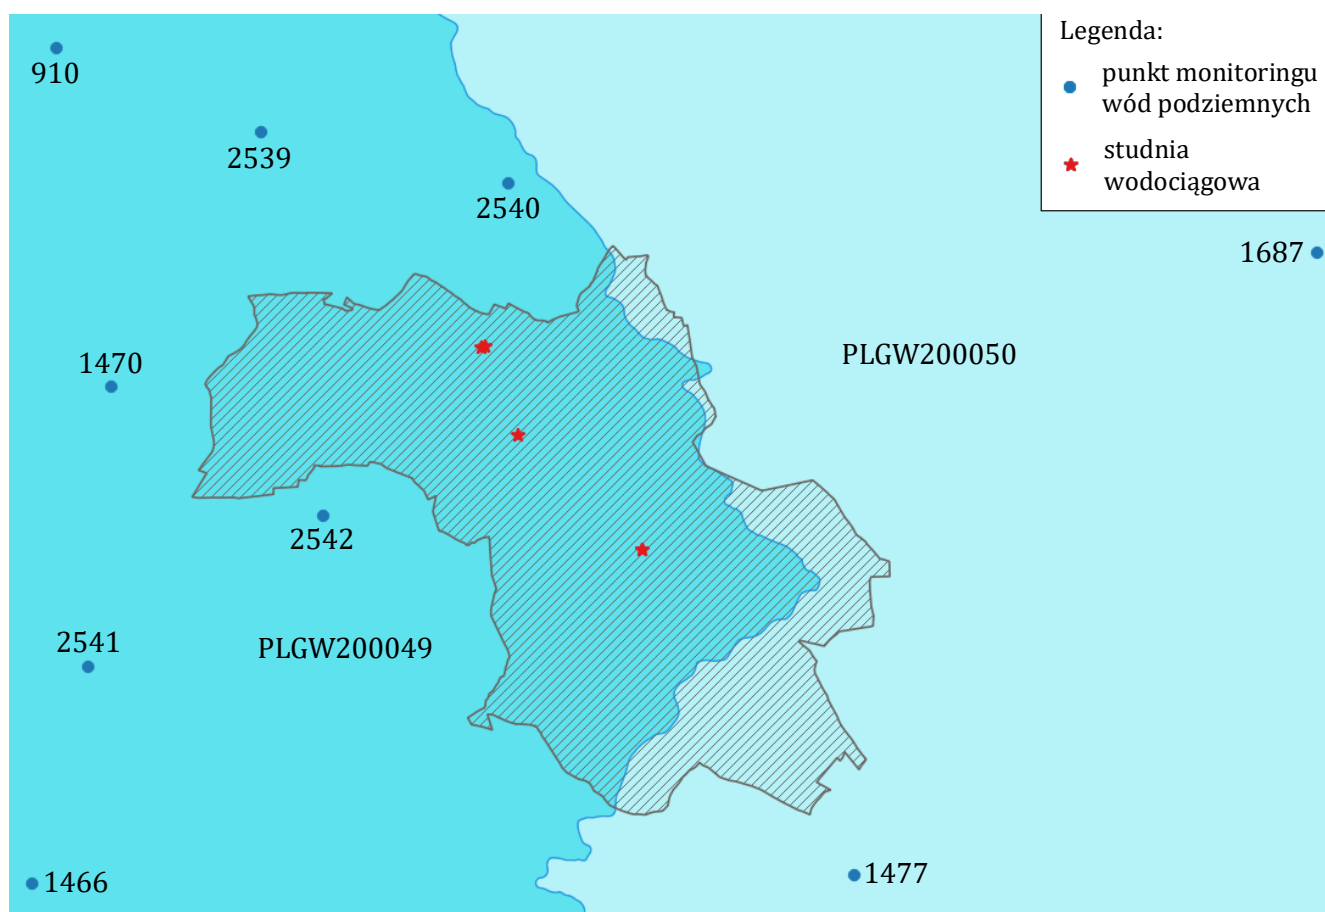 Legenda:
punkt monitoringu
wód podziemnych
studnia
wodociągowa
910
2539
2540
1687
1470
PLGW200050
2542
2541
PLGW200049
1466
1477